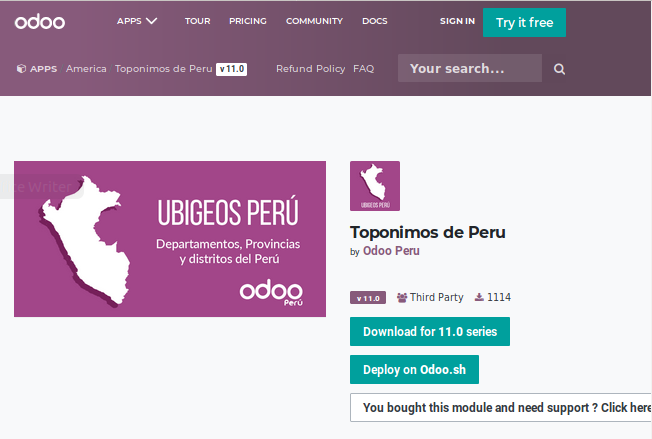 odoo APPS TOUR PRICING COMMUNITY DOCS SIGN IN Try it free
APPS America Toponimos de Peru v 11.0 Refund Policy FAQ Your search...
te Writer
UBIGEOS PERÚ
Departamentos, Provincias
y distritos del Perú
odoo
Perú
UBIGEOS PERÚ
Toponimos de Peru
by Odoo Peru
v 11.0 Third Party 1114
Download for 11.0 series
Deploy on Odoo.sh
You bought this module and need support ? Click here